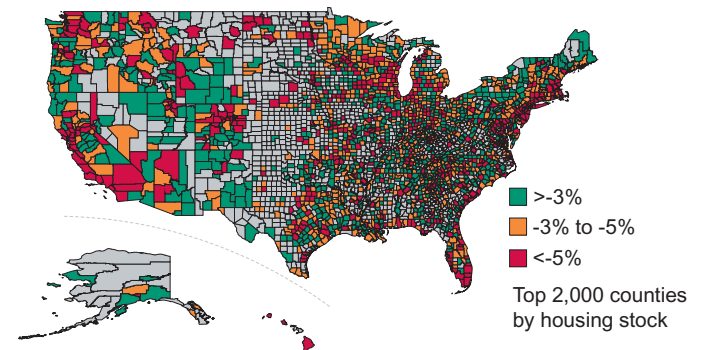 >-3%
-3% to -5%
<-5%
Top 2,000 counties
by housing stock